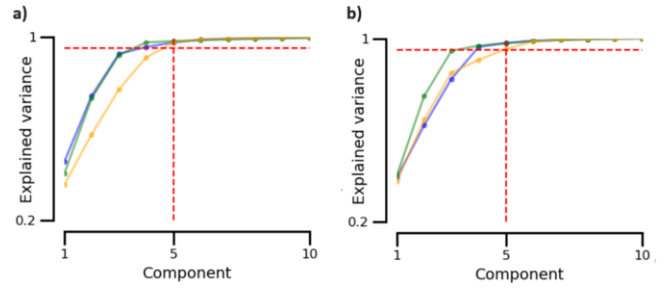 a)
1
Explained variance
0.2
1 5 10
Component
b)
1
Explained variance
0.2
1 5 10
Component